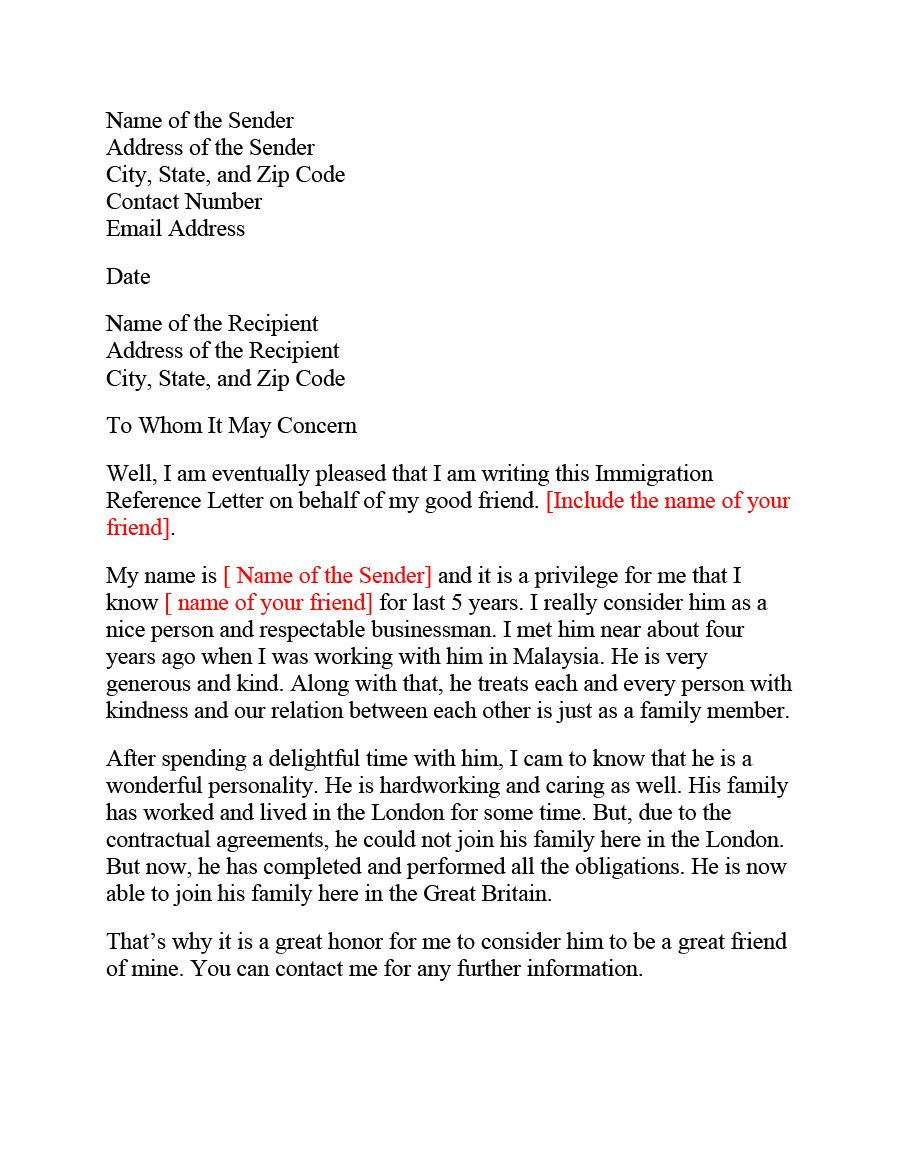 Name of the Sender
Address of the Sender
City, State, and Zip Code
Contact Number
Email Address
Date
Name of the Recipient
Address of the Recipient
City, State, and Zip Code
To Whom It May Concern
Well, I am eventually pleased that I am writing this Immigration
Reference Letter on behalf of my good friend. [Include the name of your
friend].
My name is [ Name of the Sender] and it is a privilege for me that I
know [ name of your friend] for last 5 years. I really consider him as a
nice person and respectable businessman. I met him near about four
years ago when I was working with him in Malaysia. He is very
generous and kind. Along with that, he treats each and every person with
kindness and our relation between each other is just as a family member.
After spending a delightful time with him, I cam to know that he is a
wonderful personality. He is hardworking and caring as well. His family
has worked and lived in the London for some time. But, due to the
contractual agreements, he could not join his family here in the London.
But now, he has completed and performed all the obligations. He is now
able to join his family here in the Great Britain.
That’s why it is a great honor for me to consider him to be a great friend
of mine. You can contact me for any further information.